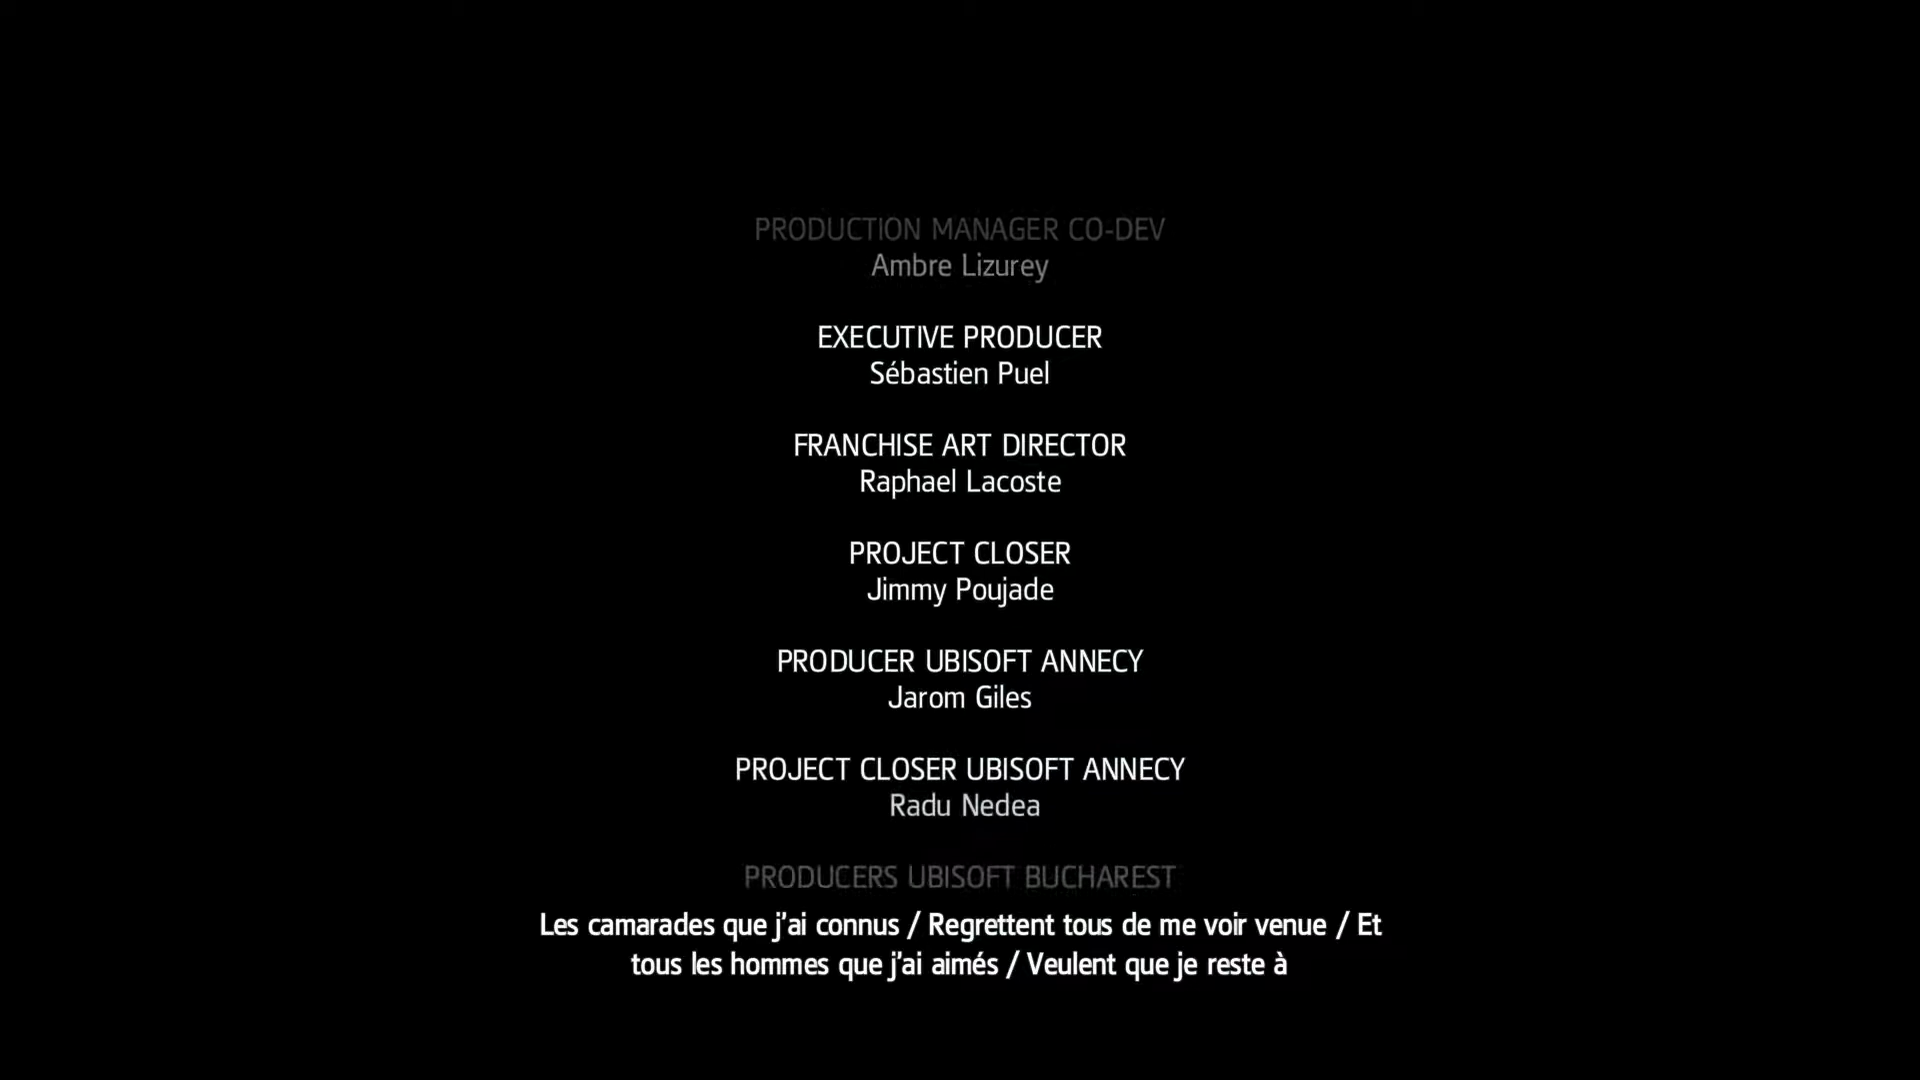 PRODUCTION MANAGER CO-DEV
Ambre Lizurey
EXECUTIVE PRODUCER
Sébastien Puel
FRANCHISE ART DIRECTOR
Raphael Lacoste
PROJECT CLOSER
Jimmy Poujade
PRODUCER UBISOFT ANNECY
Jarom Giles
PROJECT CLOSER UBISOFT ANNECY
Radu Nedea
PRODUCERS UBISOFT BUCHAREST
Les camarades que j'ai connus / Regrettent tous de me voir venue / Et
tous les hommes que j'ai aimés / Veulent que je reste à